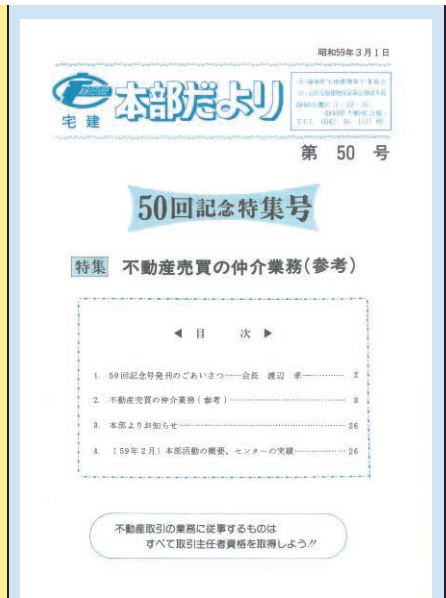 昭和59年3月1日
宅建
本部だより
第 50 号
50回記念特集号
特集 不動産売買の仲介業務(参考)
◀ 目 次 ▶
1. 50回記念号発刊のごあいさつ……会長 渡辺 孝………… 2
2. 不動産売買の仲介業務(参考)………………………… 3
3. 本部よりお知らせ………………………………………… 26
4. 〔59年2月〕本部活動の概要、センターの実績………… 26
不動産取引の業務に従事するものは
すべて取引主任者資格を取得しよう!!